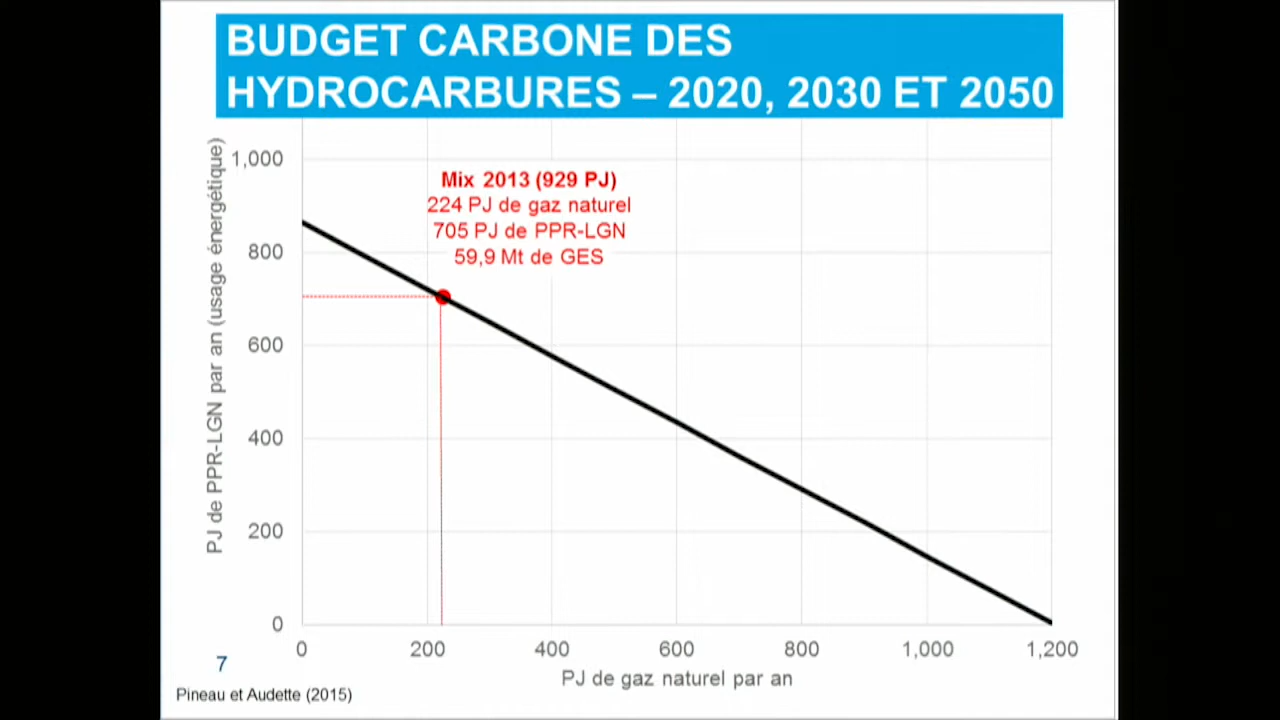 BUDGET CARBONE DES
HYDROCARBURES – 2020, 2030 ET 2050
PJ de PPR-LGN par an (usage énergétique)
1,000
800
600
400
200
0
Mix 2013 (929 PJ)
224 PJ de gaz naturel
705 PJ de PPR-LGN
59,9 Mt de GES
0 200 400 600 800 1,000 1,200
PJ de gaz naturel par an
7
Pineau et Audette (2015)